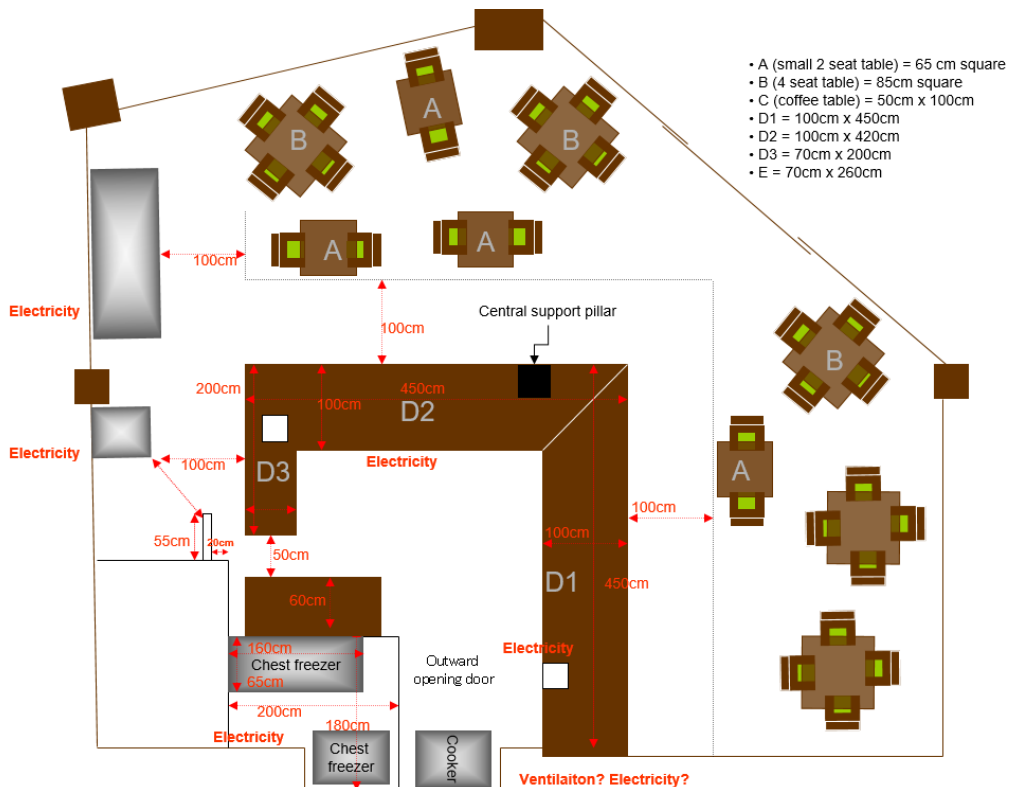 • A (small 2 seat table) = 65 cm square
• B (4 seat table) = 85cm square
• C (coffee table) = 50cm x 100cm
• D1 = 100cm x 450cm
• D2 = 100cm x 420cm
• D3 = 70cm x 200cm
• E = 70cm x 260cm
A
B
B
A
A
100cm
Electricity
Central support pillar
100cm
200cm
450cm
100cm
D2
B
Electricity
Electricity
100cm
D3
A
100cm
55cm
20cm
100cm
50cm
D1
450cm
60cm
160cm
Chest freezer
65cm
Outward
opening door
Electricity
200cm
180cm
Electricity
Chest
freezer
Cooker
Ventilaiton? Electricity?